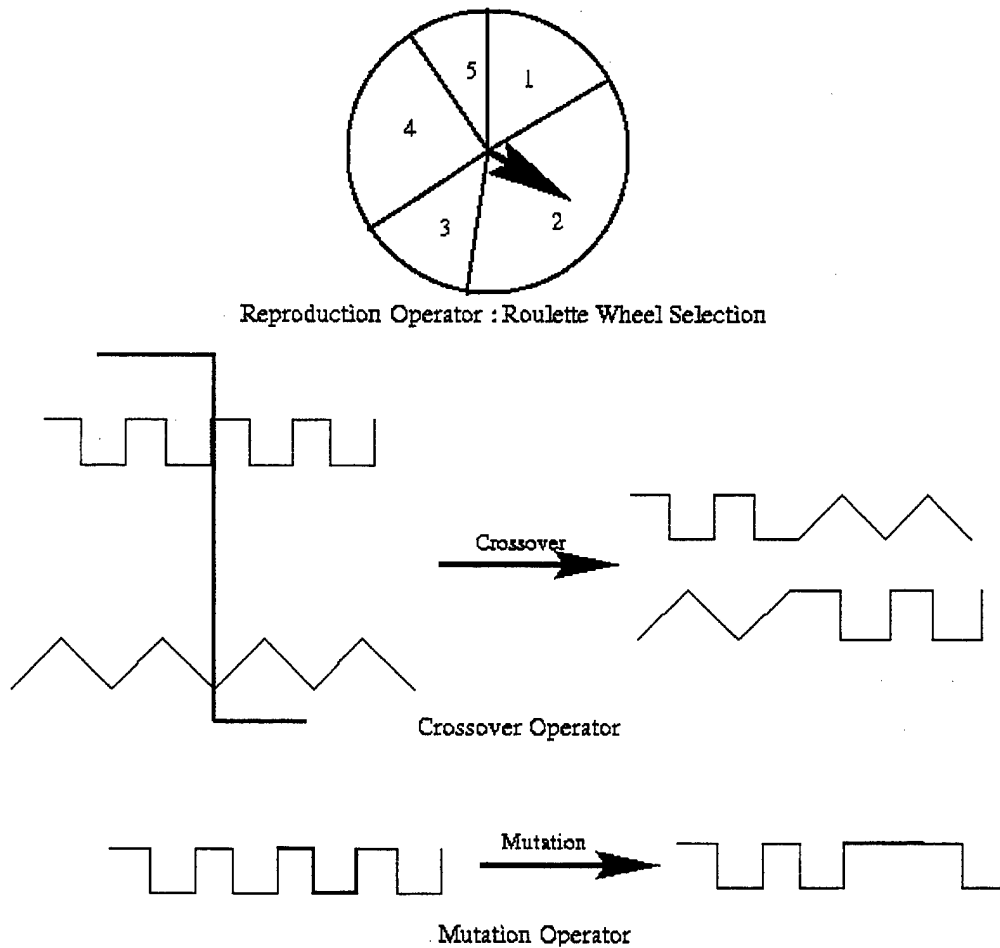 5
1
4
3
2
Reproduction Operator : Roulette Wheel Selection
Crossover
Crossover Operator
Mutation
Mutation Operator